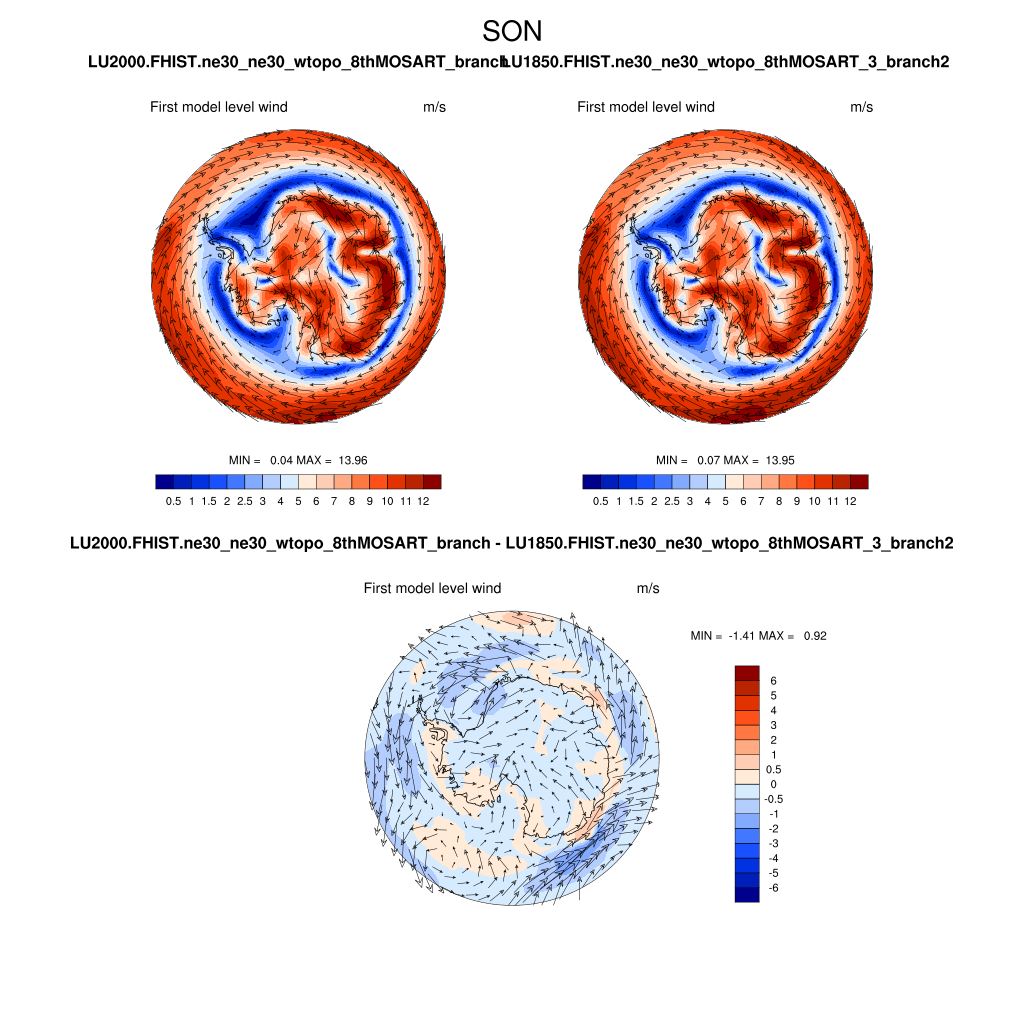 SON
LU2000.FHIST.ne30_ne30_wtopo_8thMOSART_branch LU1850.FHIST.ne30_ne30_wtopo_8thMOSART_3_branch2
First model level wind m/s First model level wind m/s
MIN = 0.04 MAX = 13.96 MIN = 0.07 MAX = 13.95
0.5 1 1.5 2 2.5 3 4 5 6 7 8 9 10 11 12 0.5 1 1.5 2 2.5 3 4 5 6 7 8 9 10 11 12
LU2000.FHIST.ne30_ne30_wtopo_8thMOSART_branch - LU1850.FHIST.ne30_ne30_wtopo_8thMOSART_3_branch2
First model level wind m/s
MIN = -1.41 MAX = 0.92
6
5
4
3
2
1
0.5
0
-0.5
-1
-2
-3
-4
-5
-6